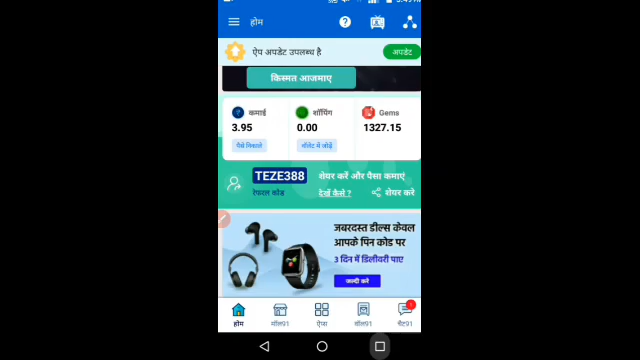 होम
ऐप अपडेट उपलब्ध है
अपडेट
किस्मत आजमाए
कमाई
शॉपिंग
Gems
3.95
0.00
1327.15
पैसे निकाले
वॉलेट में जोड़ें
TEZE388
शेयर करें और पैसा कमाएं
रेफरल कोड
देखें कैसे ?
शेयर करे
जबरदस्त डील्स केवल
आपके पिन कोड पर
3 दिन में डिलीवरी पाए!
जल्दी करे
होम
मॉल91
ऐप्स
वॉल91
चैट91